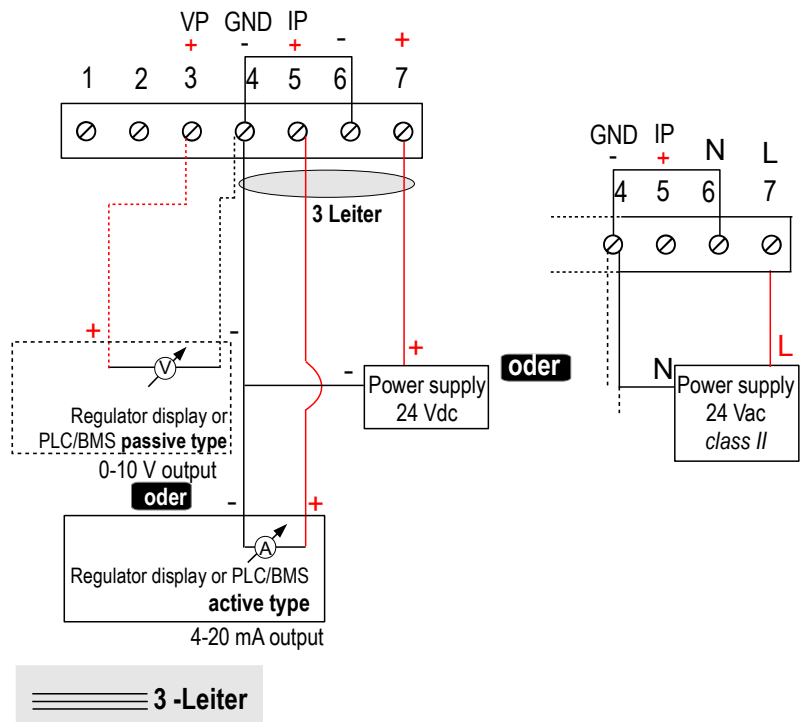 VP GND IP
+ - + - +
1 2 3 4 5 6 7
3 Leiter
GND IP N L
- +
4 5 6 7
+
-
V
Regulator display or
PLC/BMS passive type
0-10 V output
- +
Power supply
24 Vdc
oder
N L
Power supply
24 Vac
class II
oder
- +
A
Regulator display or PLC/BMS
active type
4-20 mA output
3 -Leiter